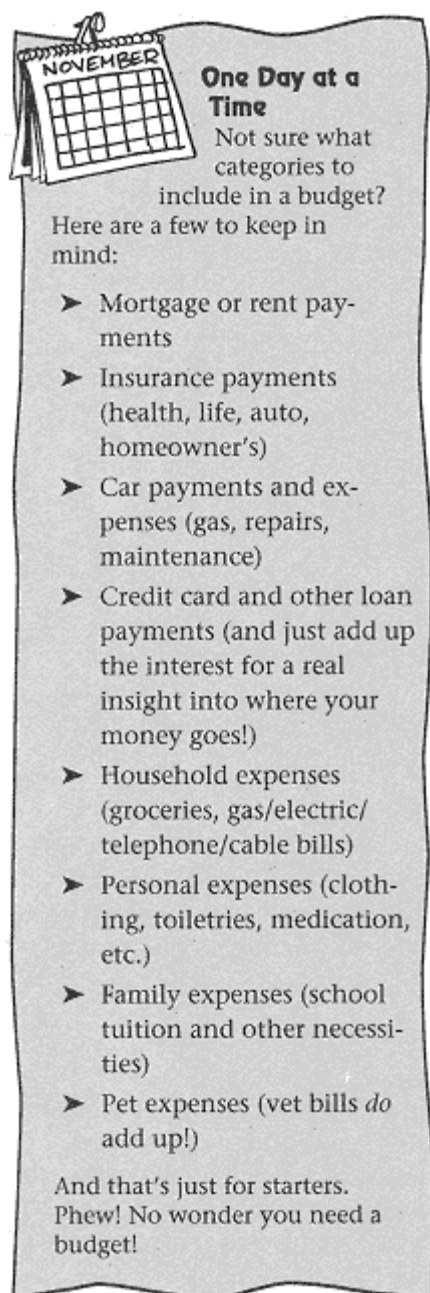 NOVEMBER
One Day at a
Time
Not sure what
categories to
include in a budget?
Here are a few to keep in
mind:
➤ Mortgage or rent pay-
ments
➤ Insurance payments
(health, life, auto,
homeowner's)
➤ Car payments and ex-
penses (gas, repairs,
maintenance)
➤ Credit card and other loan
payments (and just add up
the interest for a real
insight into where your
money goes!)
➤ Household expenses
(groceries, gas/electric/
telephone/cable bills)
➤ Personal expenses (cloth-
ing, toiletries, medication,
etc.)
➤ Family expenses (school
tuition and other necessi-
ties)
➤ Pet expenses (vet bills do
add up!)
And that's just for starters.
Phew! No wonder you need a
budget!